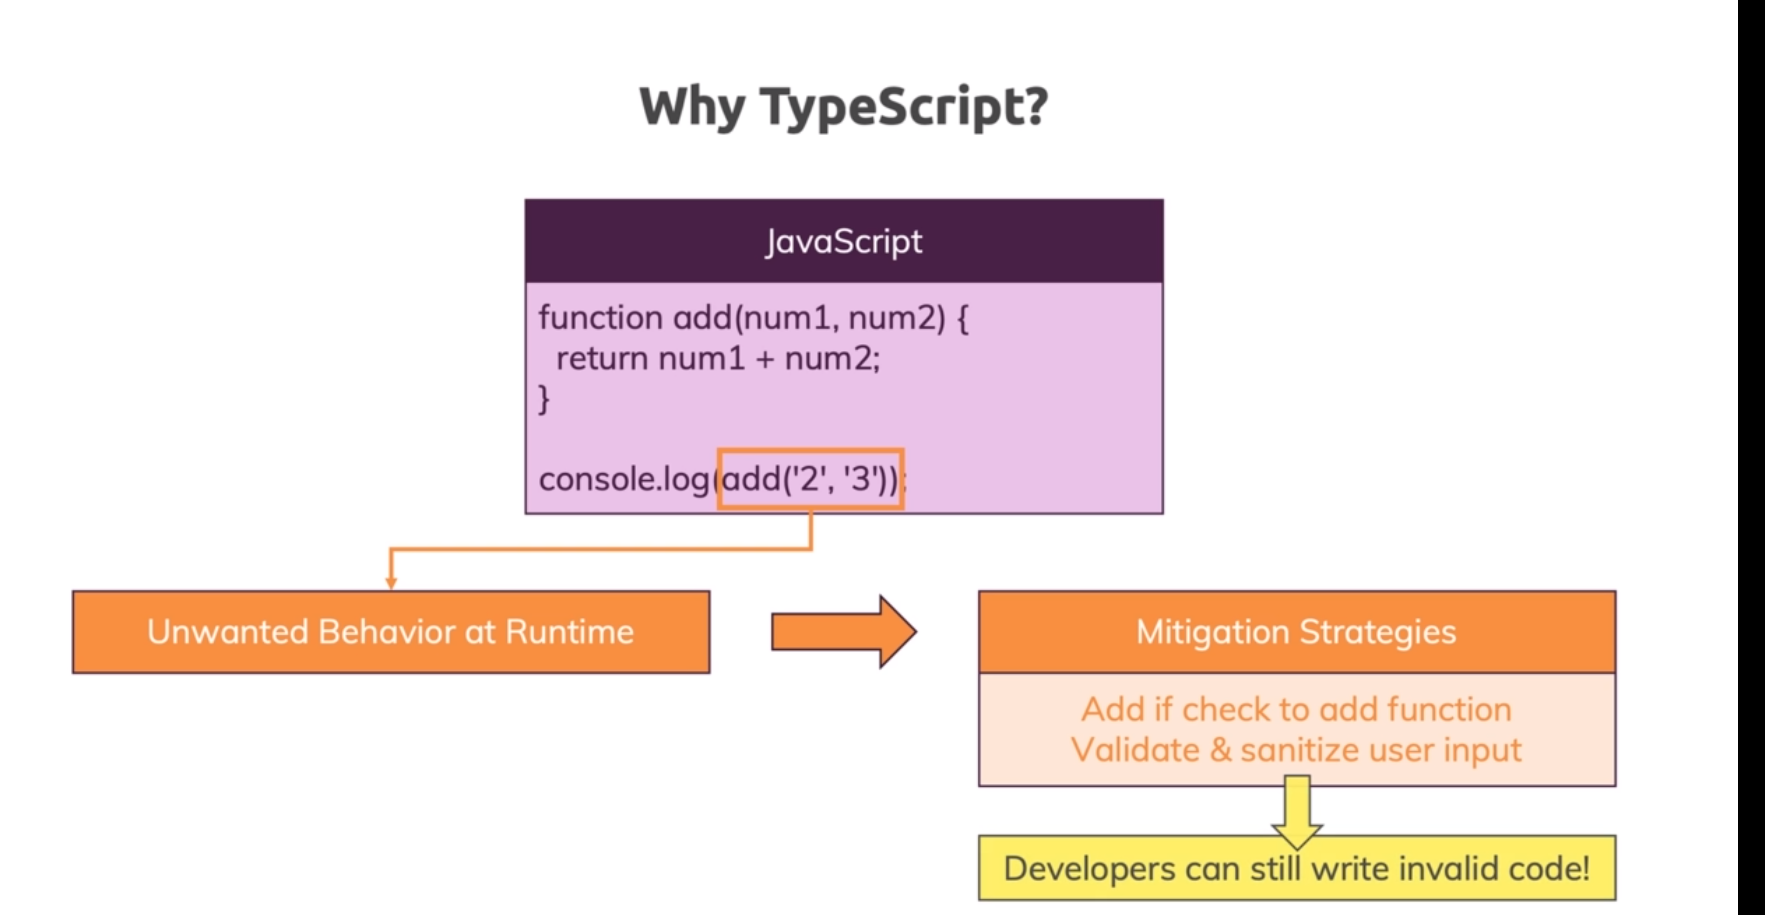 Why TypeScript?
JavaScript
function add(num1, num2) {
return num1 + num2;
}
console.log(add('2', '3'));
Unwanted Behavior at Runtime
Mitigation Strategies
Add if check to add function
Validate & sanitize user input
Developers can still write invalid code!